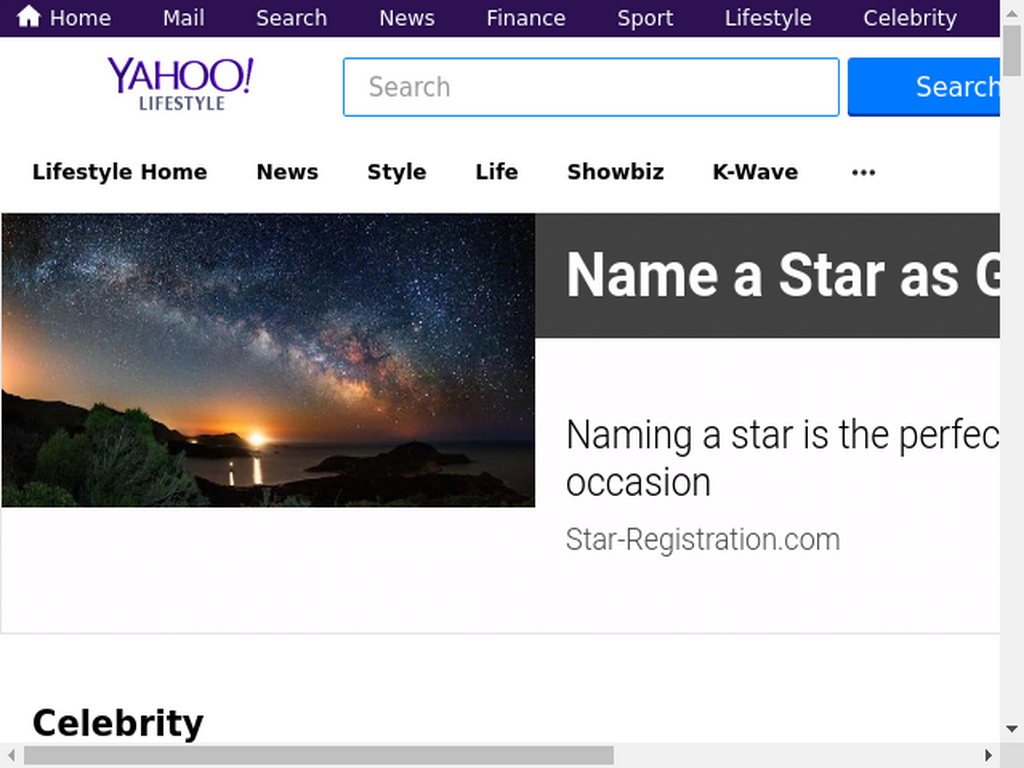 Home Mail Search News Finance Sport Lifestyle Celebrity
YAHOO!
LIFESTYLE
Search
Search
Lifestyle Home News Style Life Showbiz K-Wave ...
Name a Star as G
Naming a star is the perfec
occasion
Star-Registration.com
Celebrity